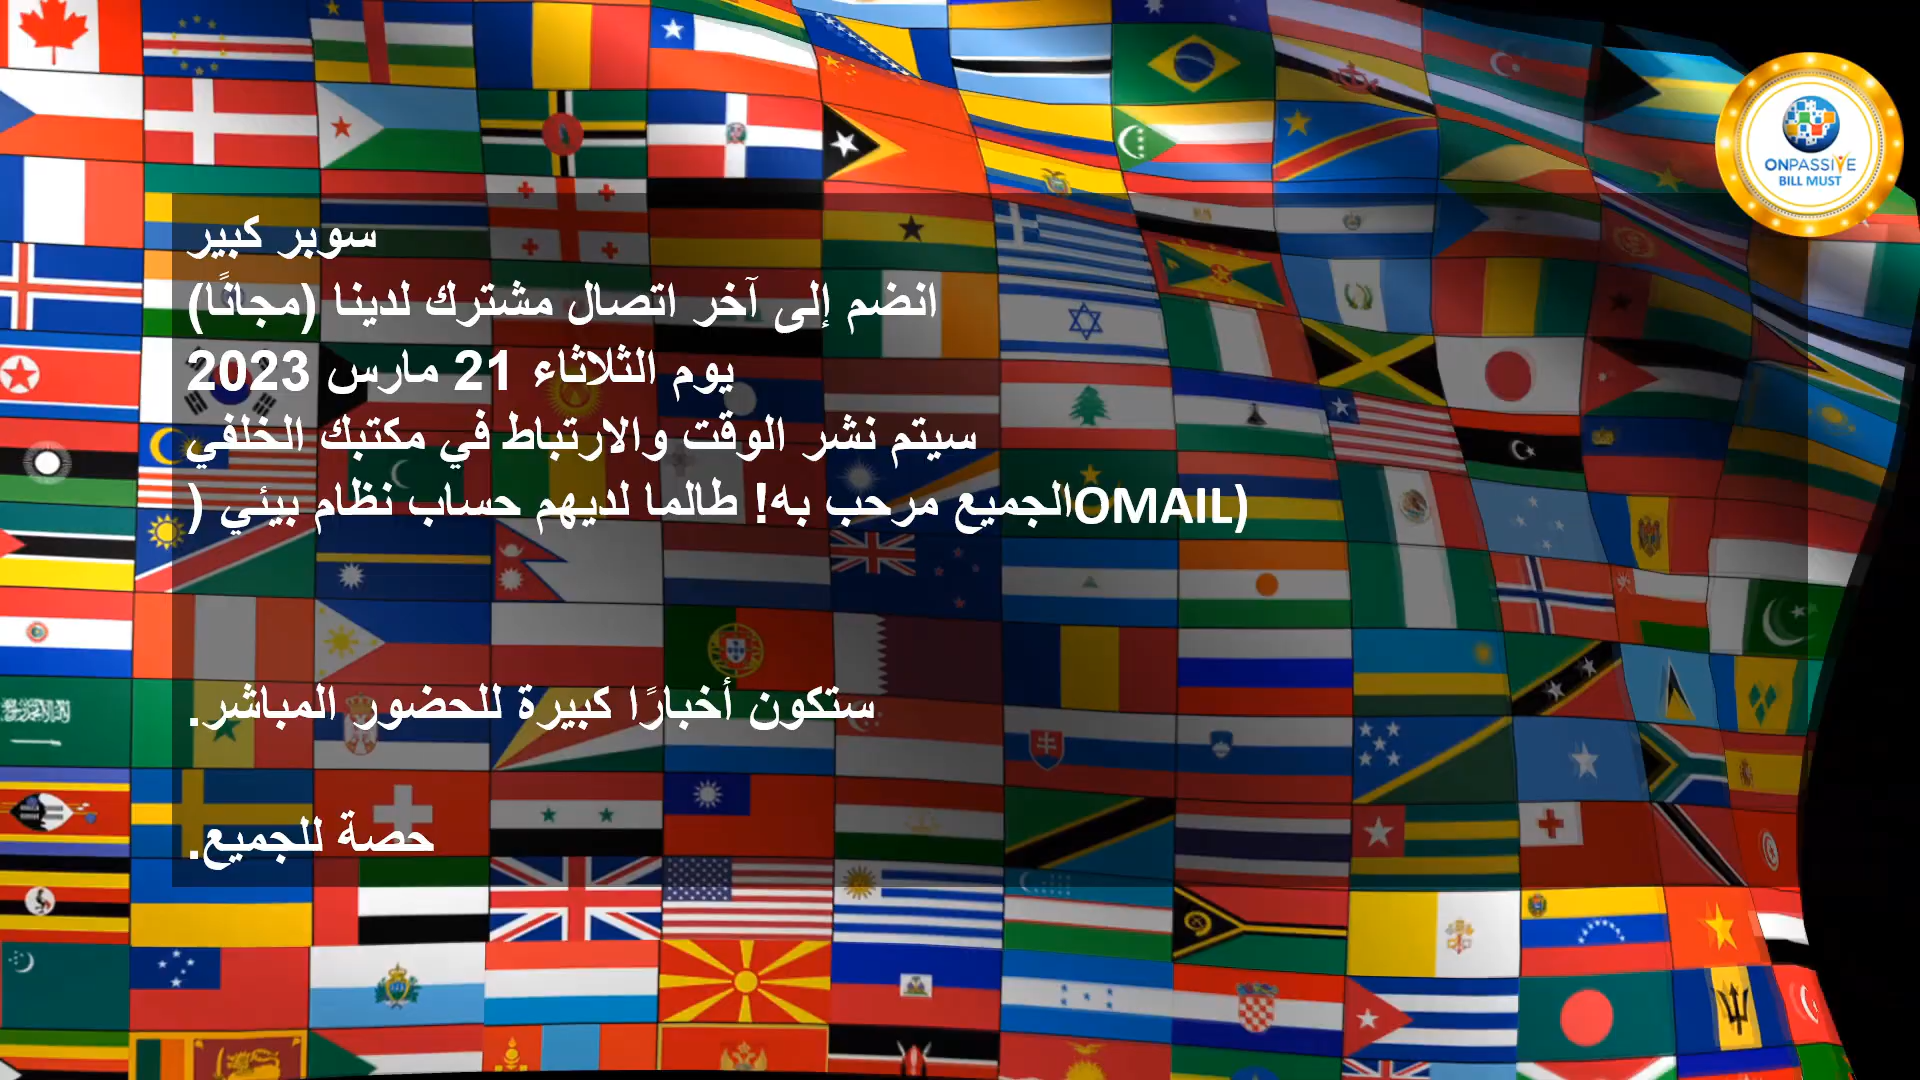 ONPASSIVE
BILL MUST
سوبر كبير
انضم إلى آخر اتصال مشترك لدينا (مجانًا)
يوم الثلاثاء 21 مارس 2023
سيتم نشر الوقت والارتباط في مكتبك الخلفي
الجميع مرحب به! طالما لديهم حساب نظام بيئي (OMAIL)
ستكون أخبارًا كبيرة للحضور المباشر.
حصة للجميع.